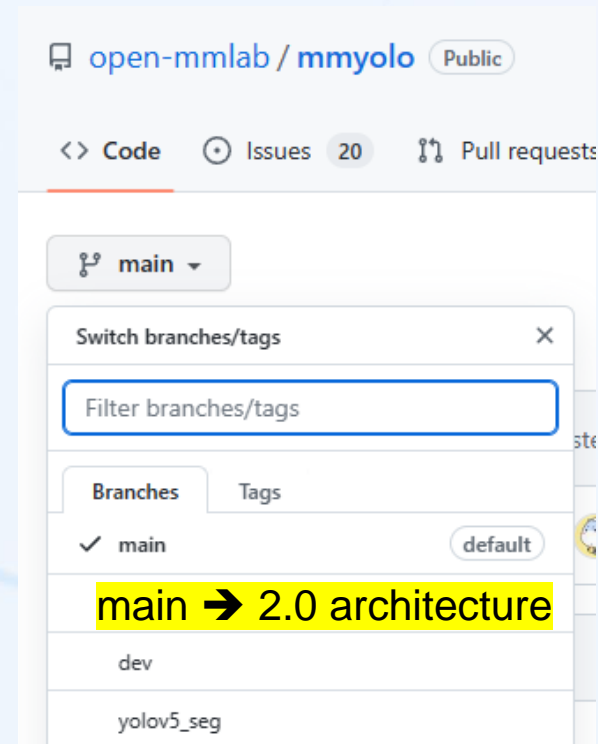 open-mmlab / mmyolo Public
<> Code Issues 20 Pull requests
main
Switch branches/tags
Filter branches/tags
Branches Tags
main default
main ➔ 2.0 architecture
dev
yolov5_seg